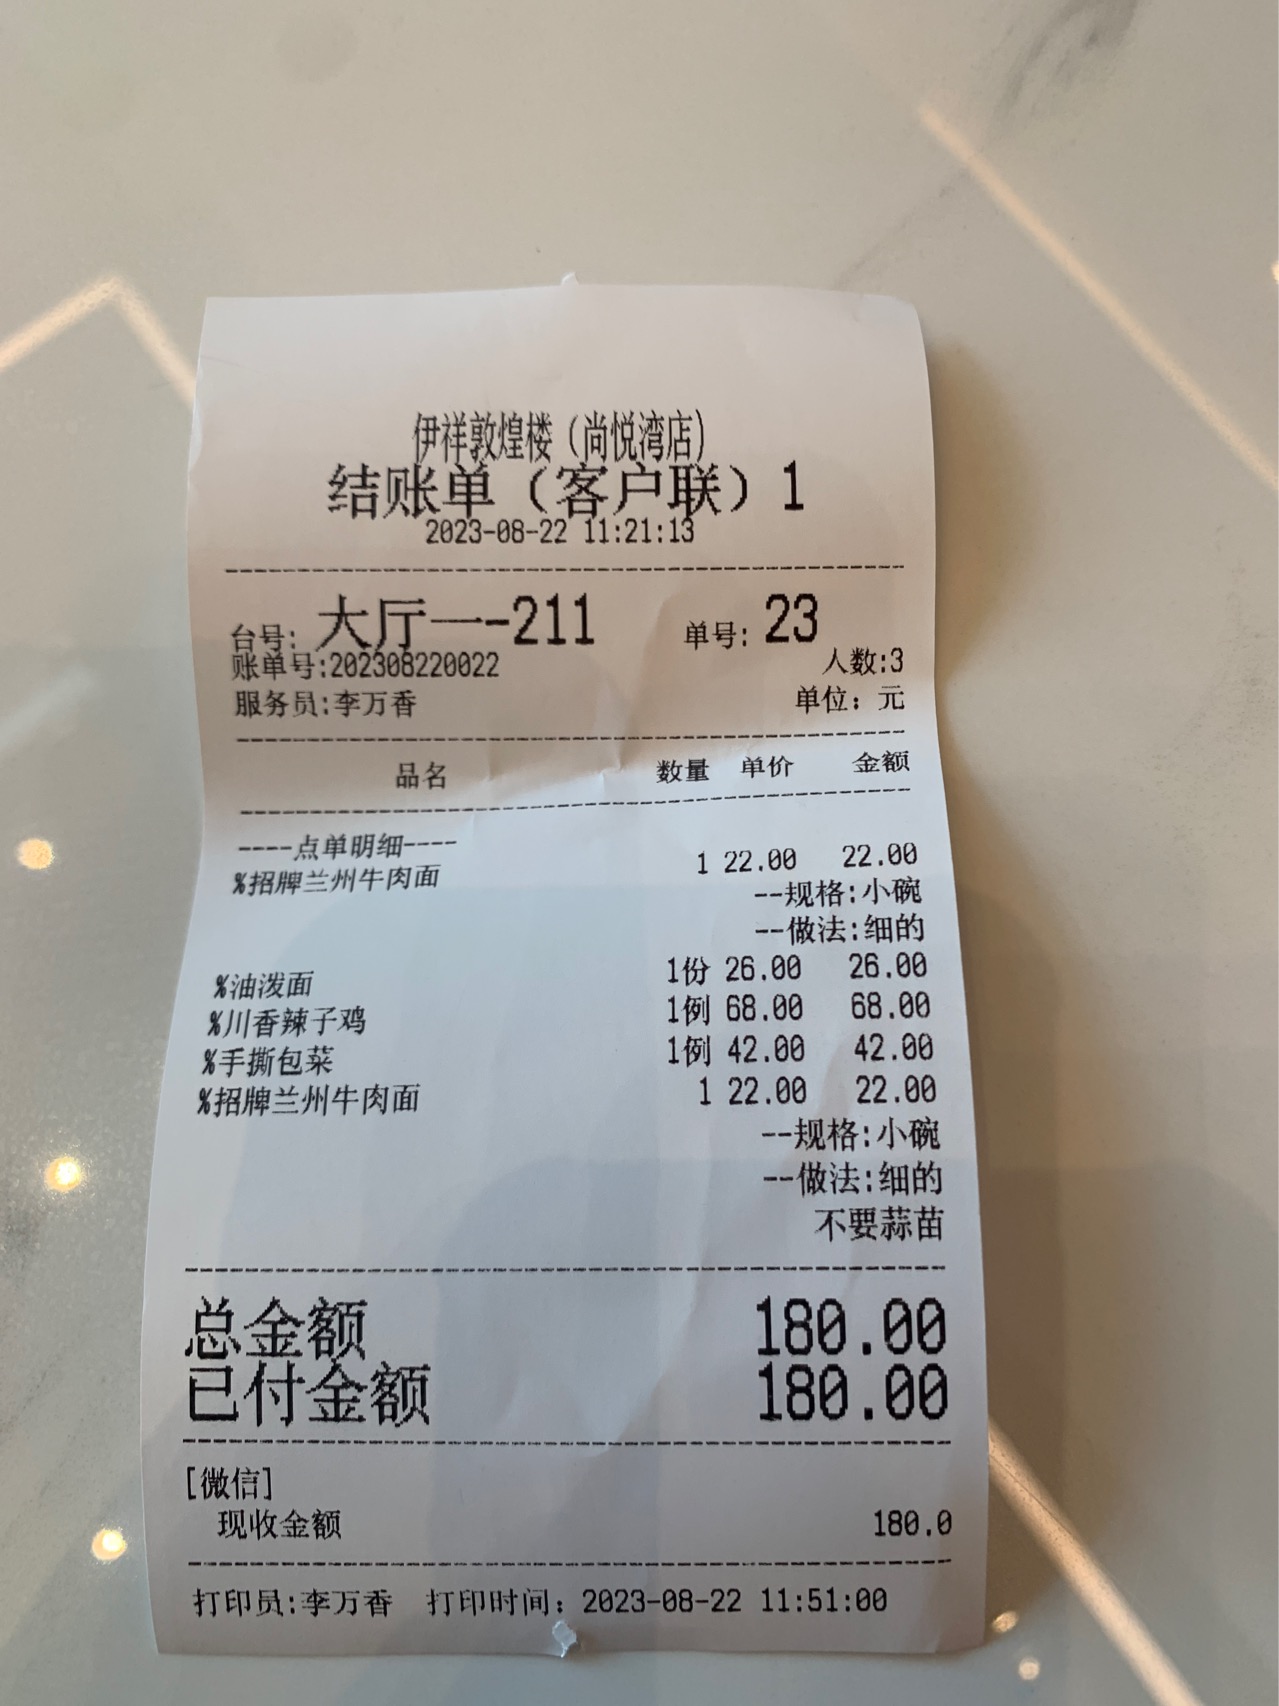 伊祥敦煌楼（尚悦湾店）
结账单（客户联）1
2023-08-22 11:21:13
台号: 大厅一-211 单号: 23
账单号:202308220022 人数:3
服务员:李万香 单位: 元
品名 数量 单价 金额
----点单明细----
%招牌兰州牛肉面 1 22.00 22.00
--规格:小碗
--做法:细的
%油泼面 1份 26.00 26.00
%川香辣子鸡 1例 68.00 68.00
%手撕包菜 1例 42.00 42.00
%招牌兰州牛肉面 1 22.00 22.00
--规格:小碗
--做法:细的
不要蒜苗
总金额 180.00
已付金额 180.00
[微信]
现收金额 180.0
打印员:李万香 打印时间: 2023-08-22 11:51:00